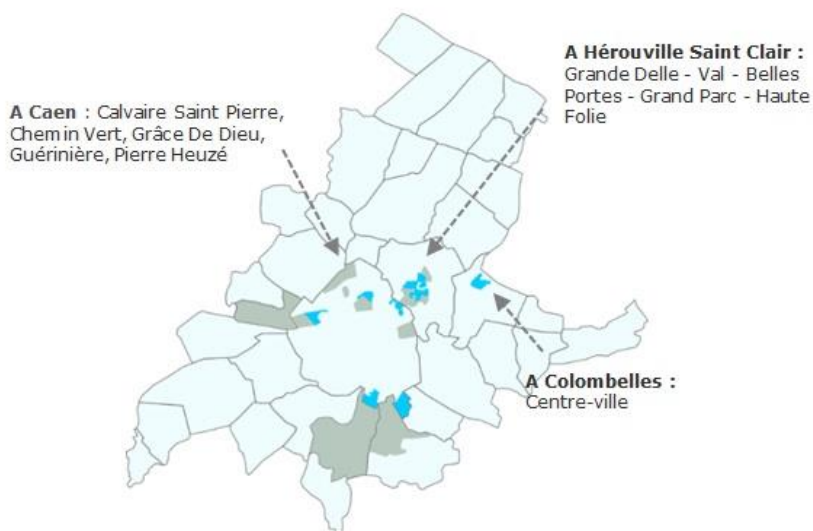 A Hérouville Saint Clair :
Grande Delle - Val - Belles
Portes - Grand Parc - Haute
Folie
A Caen : Calvaire Saint Pierre,
Chemin Vert, Grâce De Dieu,
Guérinière, Pierre Heuzé
A Colombelles :
Centre-ville